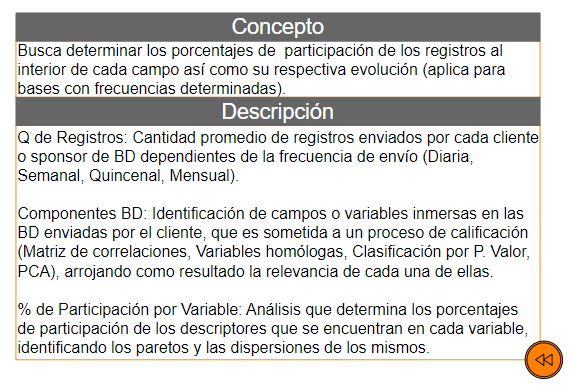 Concepto
Busca determinar los porcentajes de  participación de los registros al
interior de cada campo así como su respectiva evolución (aplica para
bases con frecuencias determinadas).
Descripción
Q de Registros: Cantidad promedio de registros enviados por cada cliente
o sponsor de BD dependientes de la frecuencia de envío (Diaria,
Semanal, Quincenal, Mensual).
Componentes BD: Identificación de campos o variables inmersas en las
BD enviadas por el cliente, que es sometida a un proceso de calificación
(Matriz de correlaciones, Variables homólogas, Clasificación por P. Valor,
PCA), arrojando como resultado la relevancia de cada una de ellas.
% de Participación por Variable: Análisis que determina los porcentajes
de participación de los descriptores que se encuentran en cada variable,
identificando los paretos y las dispersiones de los mismos.